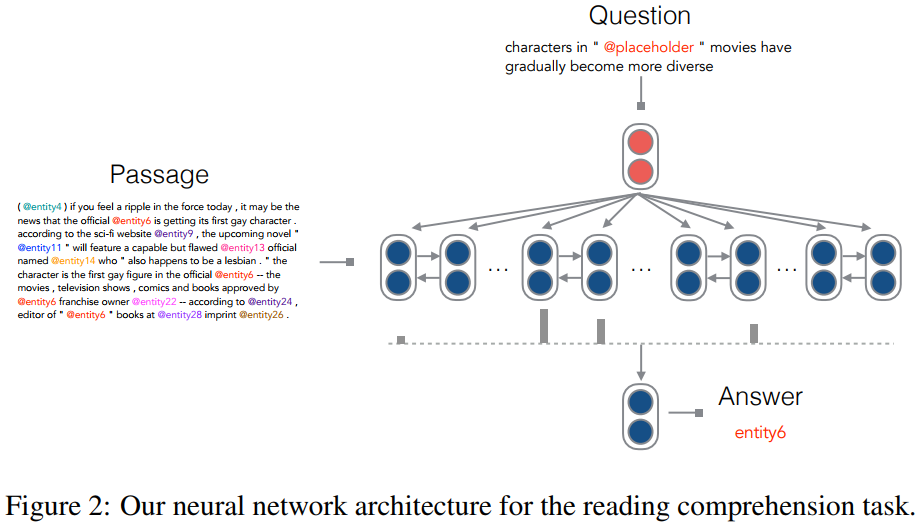 Question
characters in " @placeholder " movies have
gradually become more diverse
Passage
( @entity4 ) if you feel a ripple in the force today , it may be the
news that the official @entity6 is getting its first gay character .
according to the sci-fi website @entity9 , the upcoming novel "
@entity11 " will feature a capable but flawed @entity13 official
named @entity14 who " also happens to be a lesbian . " the
character is the first gay figure in the official @entity6 -- the
movies , television shows , comics and books approved by
@entity6 franchise owner @entity22 -- according to @entity24 ,
editor of " @entity6 " books at @entity28 imprint @entity26 .
...
...
...
Answer
entity6
Figure 2: Our neural network architecture for the reading comprehension task.